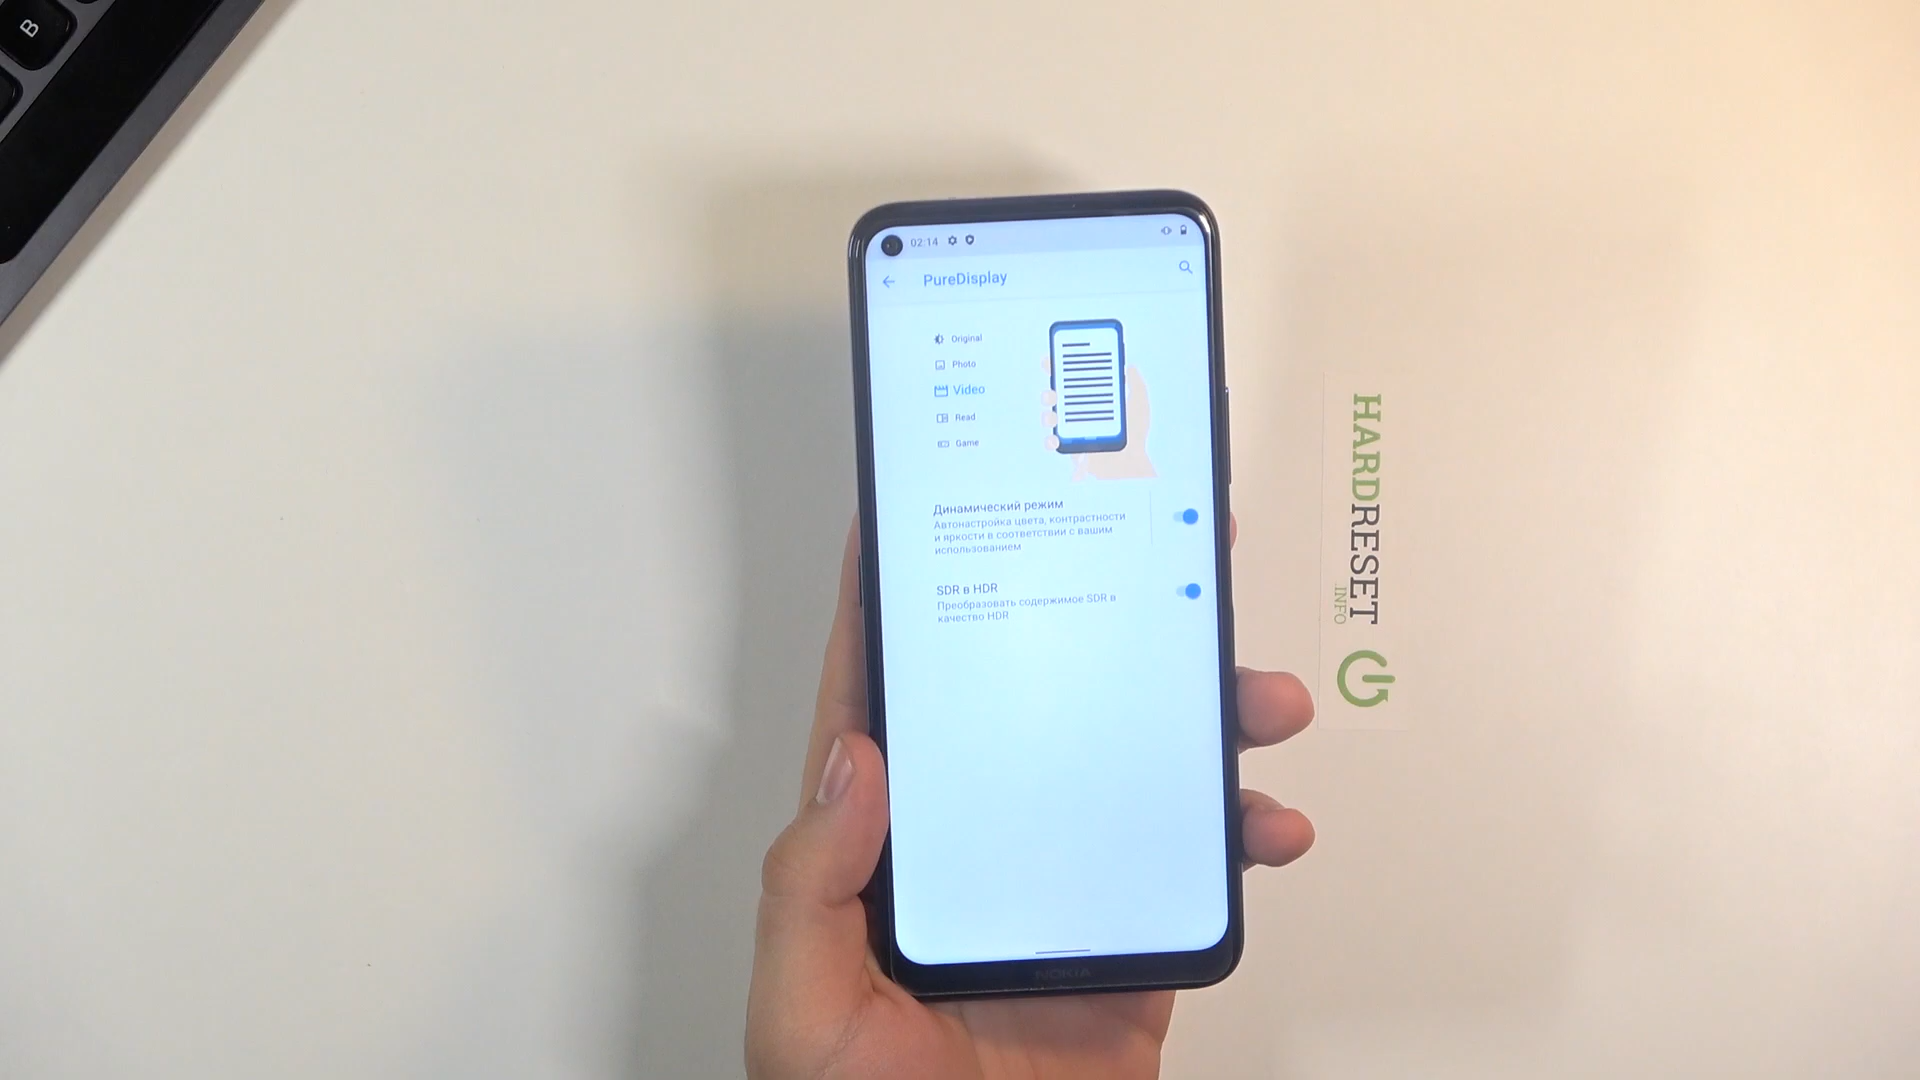 B
02:14
PureDisplay
Original
Photo
Video
Read
Game
Динамический режим
Автонастройка цвета, контрастности
и яркости в соответствии с вашим
использованием
SDR в HDR
Преобразовать содержимое SDR в
качество HDR
NOKIA
HARDRESET
.INFO